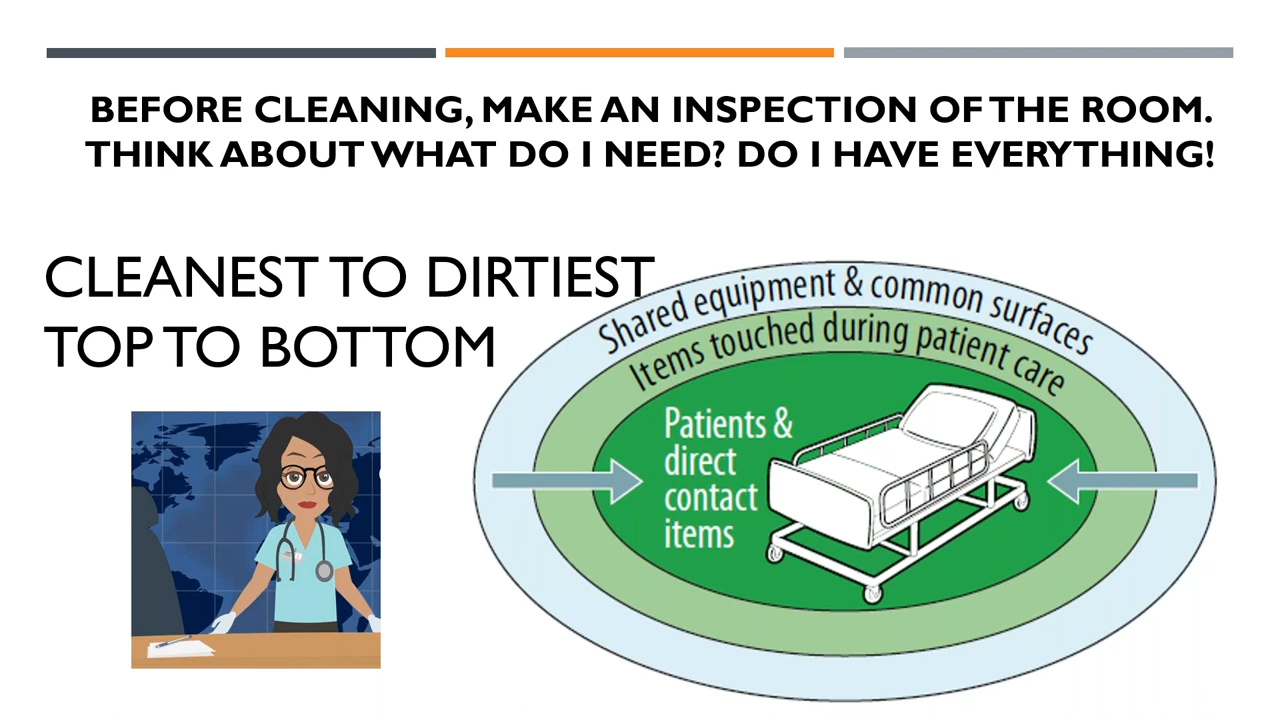 BEFORE CLEANING, MAKE AN INSPECTION OF THE ROOM.
THINK ABOUT WHAT DO I NEED? DO I HAVE EVERYTHING!
CLEANEST TO DIRTIEST
TOP TO BOTTOM
Shared equipment & common surfaces
Items touched during patient care
Patients &
direct
contact
items